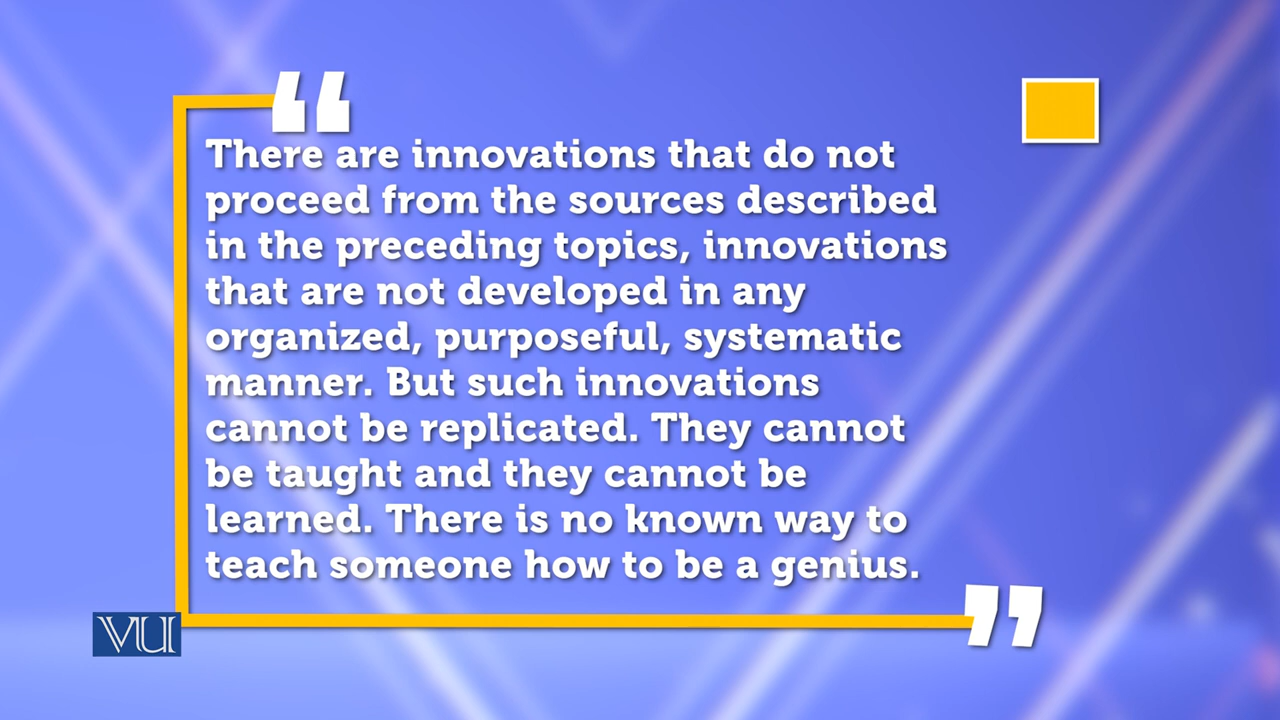 “
There are innovations that do not
proceed from the sources described
in the preceding topics, innovations
that are not developed in any
organized, purposeful, systematic
manner. But such innovations
cannot be replicated. They cannot
be taught and they cannot be
learned. There is no known way to
teach someone how to be a genius.
”
VU